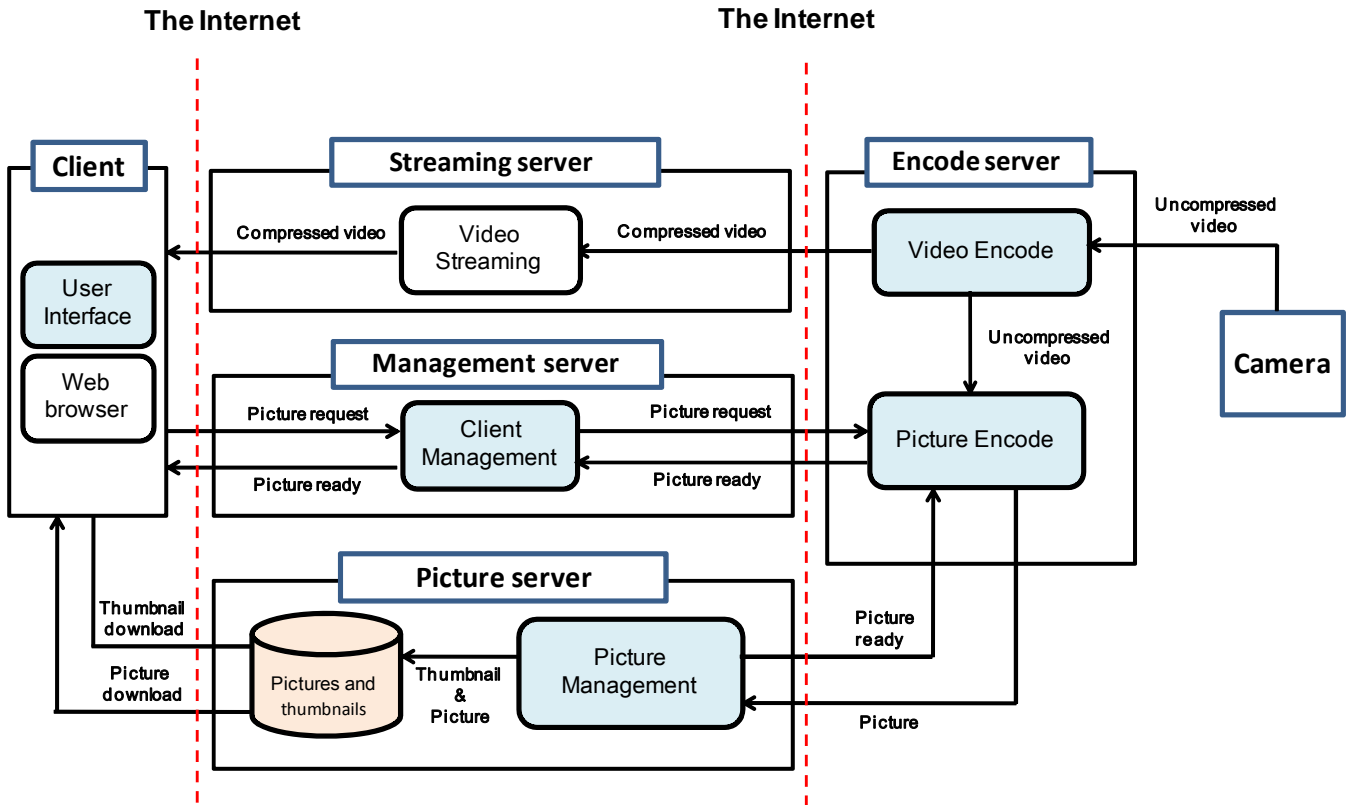 The Internet
The Internet
Client
Streaming server
Encode server
Uncompressed
video
Compressed video
Video
Streaming
Compressed video
Video Encode
User
Interface
Uncompressed
video
Camera
Web
browser
Management server
Picture request
Client
Management
Picture request
Picture Encode
Picture ready
Picture ready
Picture server
Thumbnail
download
Picture
download
Pictures and
thumbnails
Thumbnail
&
Picture
Picture
Management
Picture
ready
Picture